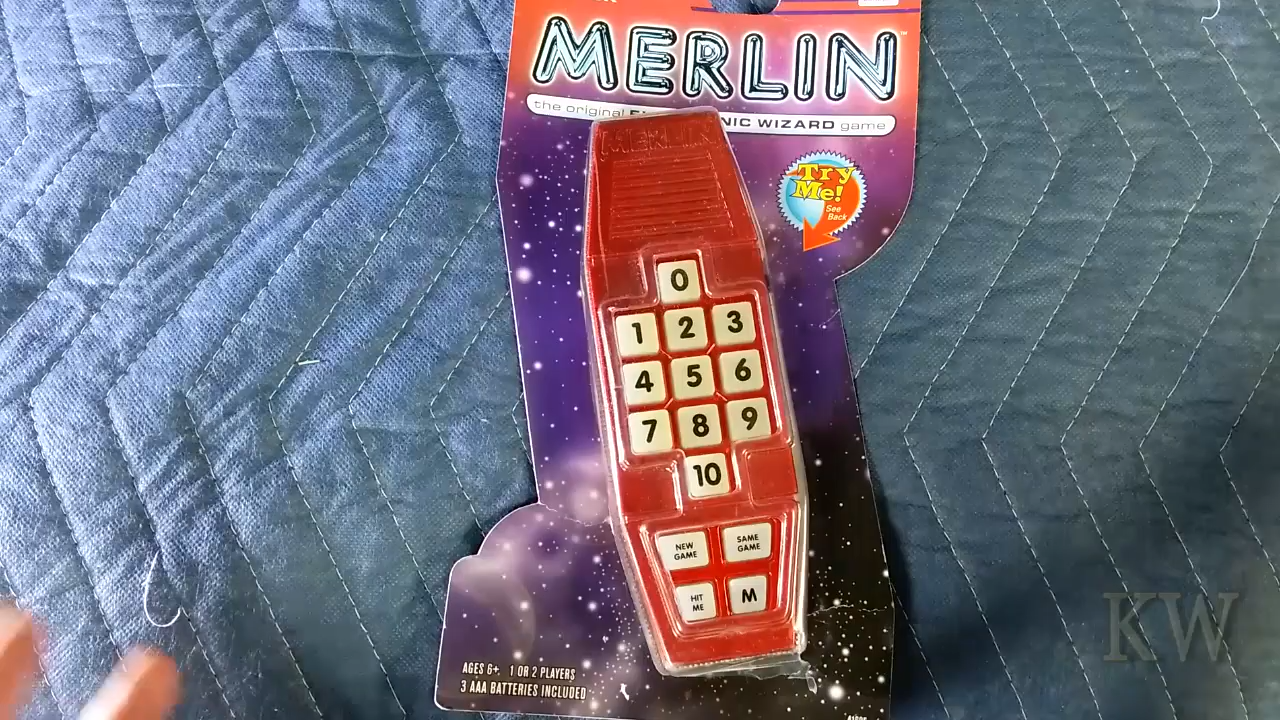 MERLIN™
the original NIC WIZARD game
MERLIN
Try
Me!
See
Back
0
1 2 3
4 5 6
7 8 9
10
NEW
GAME
SAME
GAME
HIT
ME
M
AGES 6+ 1 OR 2 PLAYERS
3 AAA BATTERIES INCLUDED
KW